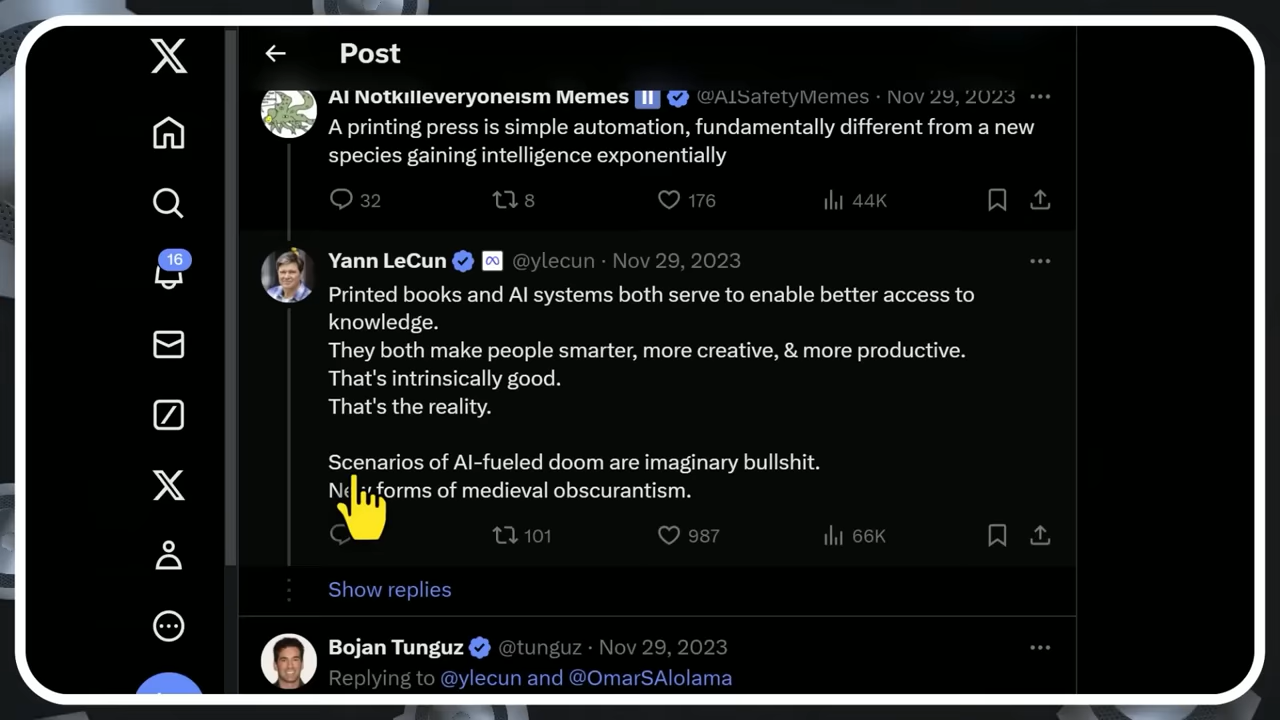 Post
AI Notkilleveryoneism Memes @AISafetyMemes · Nov 29, 2023
A printing press is simple automation, fundamentally different from a new
species gaining intelligence exponentially
32 8 176 44K
16
Yann LeCun @ylecun · Nov 29, 2023
Printed books and AI systems both serve to enable better access to
knowledge.
They both make people smarter, more creative, & more productive.
That's intrinsically good.
That's the reality.
Scenarios of AI-fueled doom are imaginary bullshit.
New forms of medieval obscurantism.
101 987 66K
Show replies
Bojan Tunguz @tunguz · Nov 29, 2023
Replying to @ylecun and @OmarSAlolama